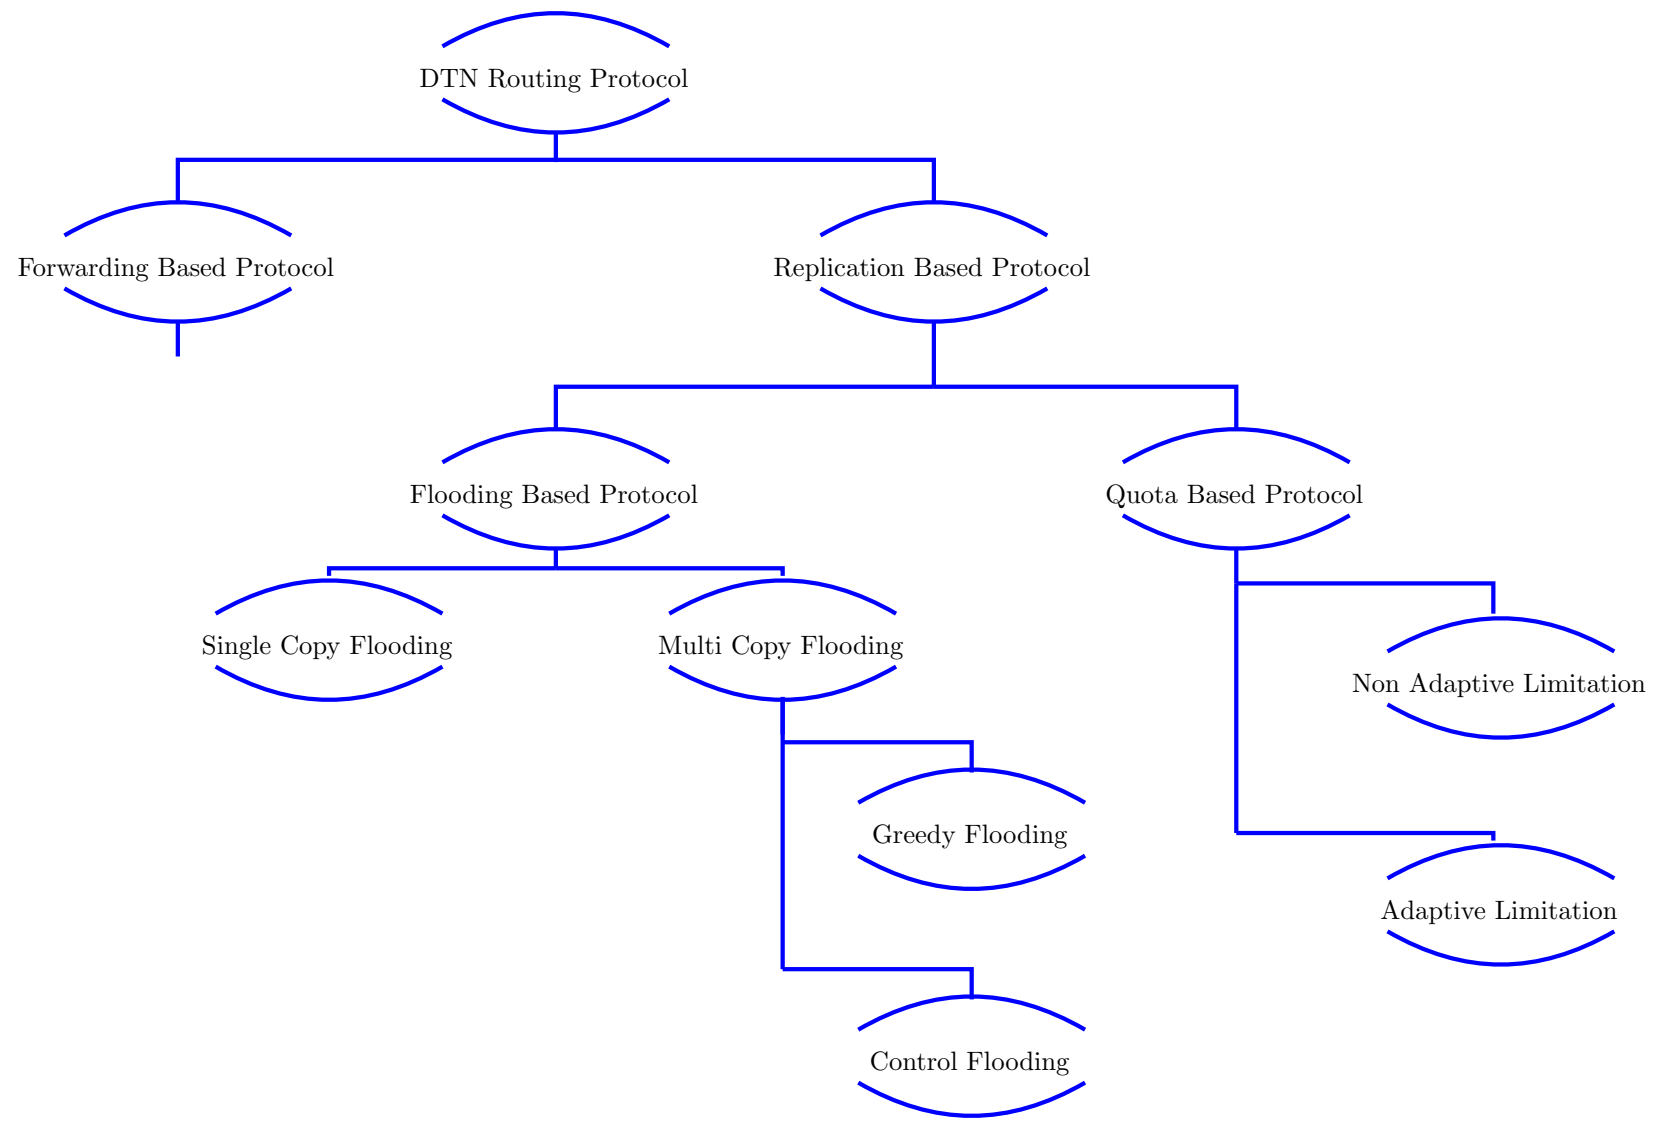 DTN Routing Protocol
Forwarding Based Protocol
Replication Based Protocol
Flooding Based Protocol
Quota Based Protocol
Single Copy Flooding
Multi Copy Flooding
Non Adaptive Limitation
Greedy Flooding
Adaptive Limitation
Control Flooding